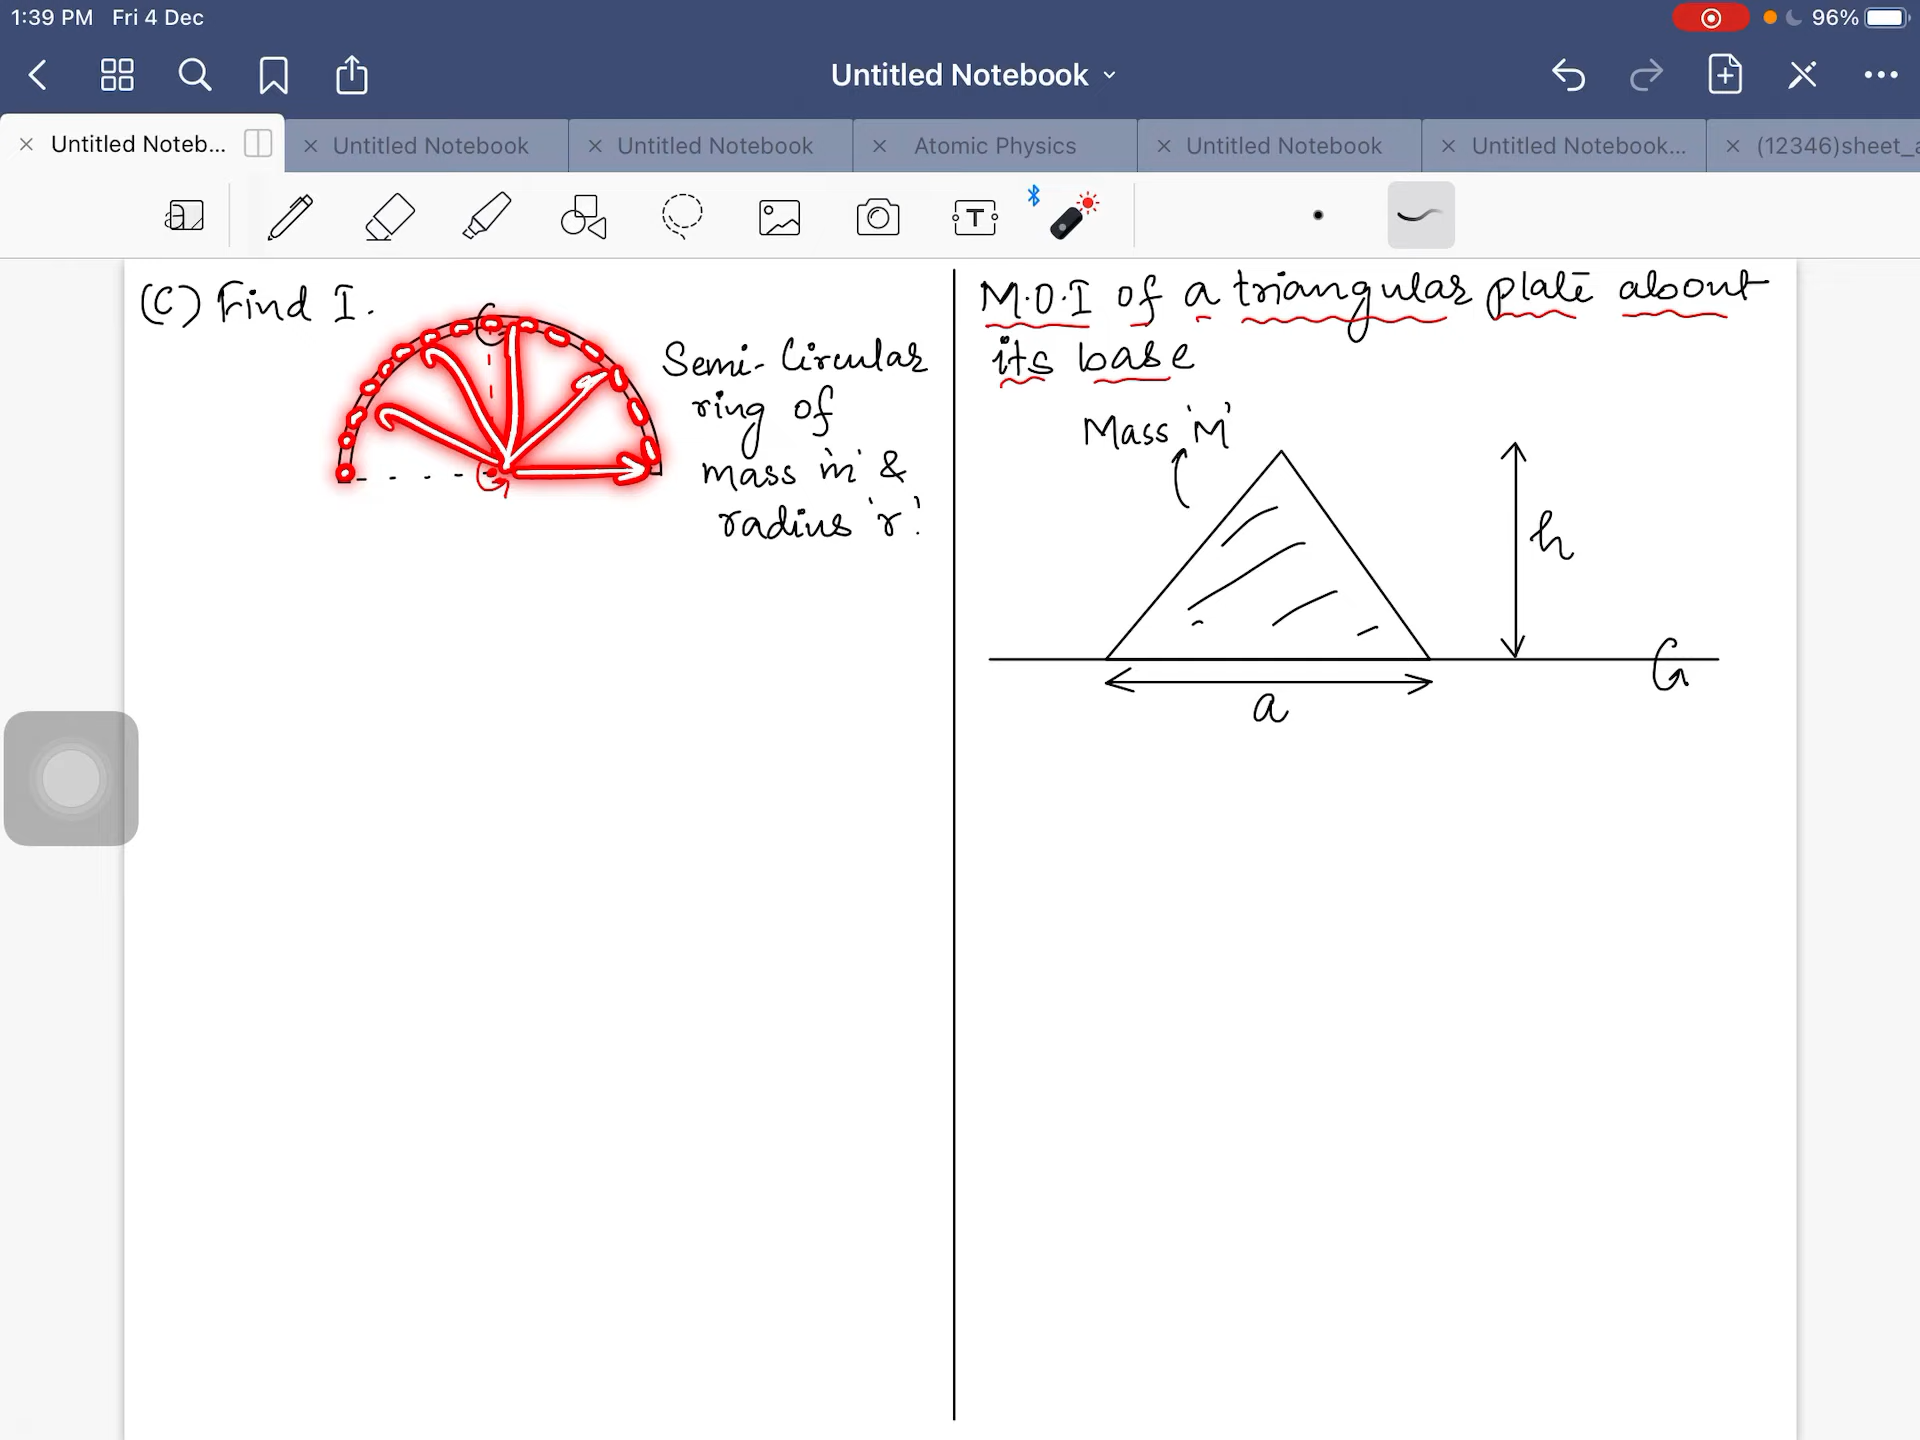 1:39 PM Fri 4 Dec
96%
Untitled Notebook
Untitled Noteb...
Untitled Notebook
Untitled Notebook
Atomic Physics
Untitled Notebook
Untitled Notebook...
(12346)sheet_a
T
(C) Find I.
Semi-Circular
ring of
mass 'm' &
radius 'r'.
M.O.I of a triangular plate about
its base
Mass 'M'
h
a